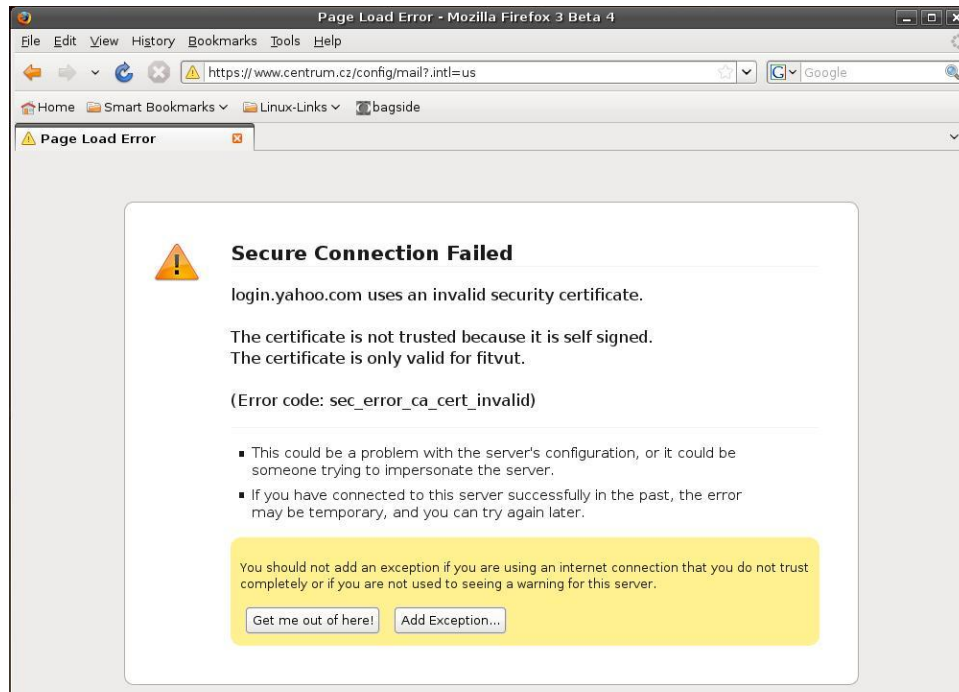 Page Load Error - Mozilla Firefox 3 Beta 4
File Edit View History Bookmarks Tools Help
https://www.centrum.cz/config/mail?.intl=us
G Google
Home Smart Bookmarks Linux-Links bagside
Page Load Error
Secure Connection Failed
login.yahoo.com uses an invalid security certificate.
The certificate is not trusted because it is self signed.
The certificate is only valid for fitvut.
(Error code: sec_error_ca_cert_invalid)
This could be a problem with the server's configuration, or it could be
someone trying to impersonate the server.
If you have connected to this server successfully in the past, the error
may be temporary, and you can try again later.
You should not add an exception if you are using an internet connection that you do not trust
completely or if you are not used to seeing a warning for this server.
Get me out of here! Add Exception...